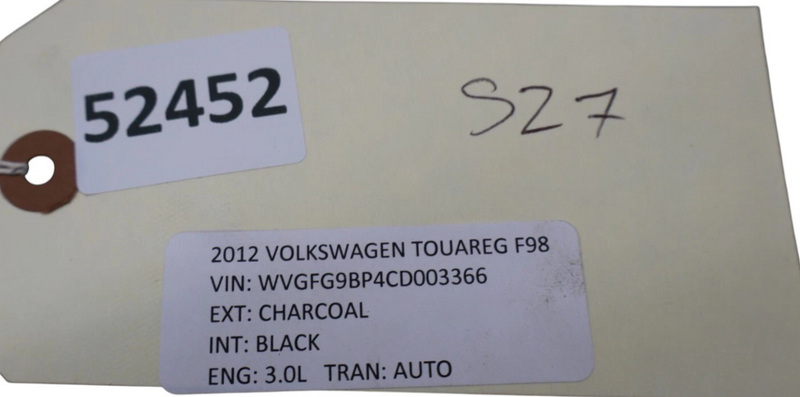 52452
S27
2012 VOLKSWAGEN TOUAREG F98
VIN: WVGFG9BP4CD003366
EXT: CHARCOAL
INT: BLACK
ENG: 3.0L TRAN: AUTO